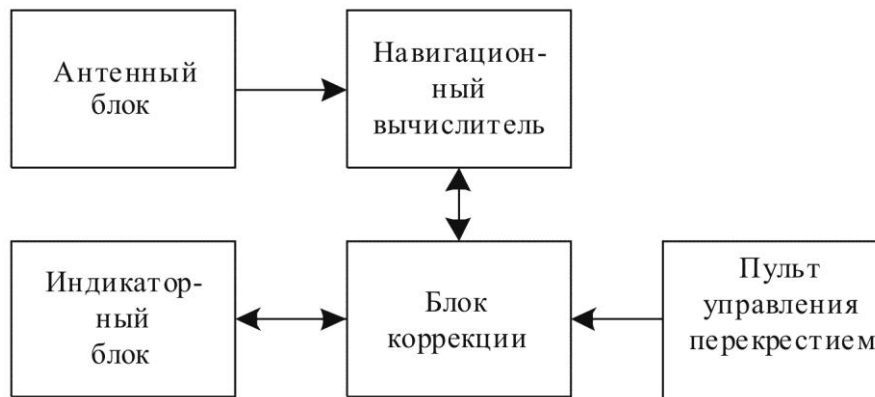 Антенный
блок
Навигацион-
ный
вычислитель
Индикатор-
ный
блок
Блок
коррекции
Пульт
управления
перекрестием